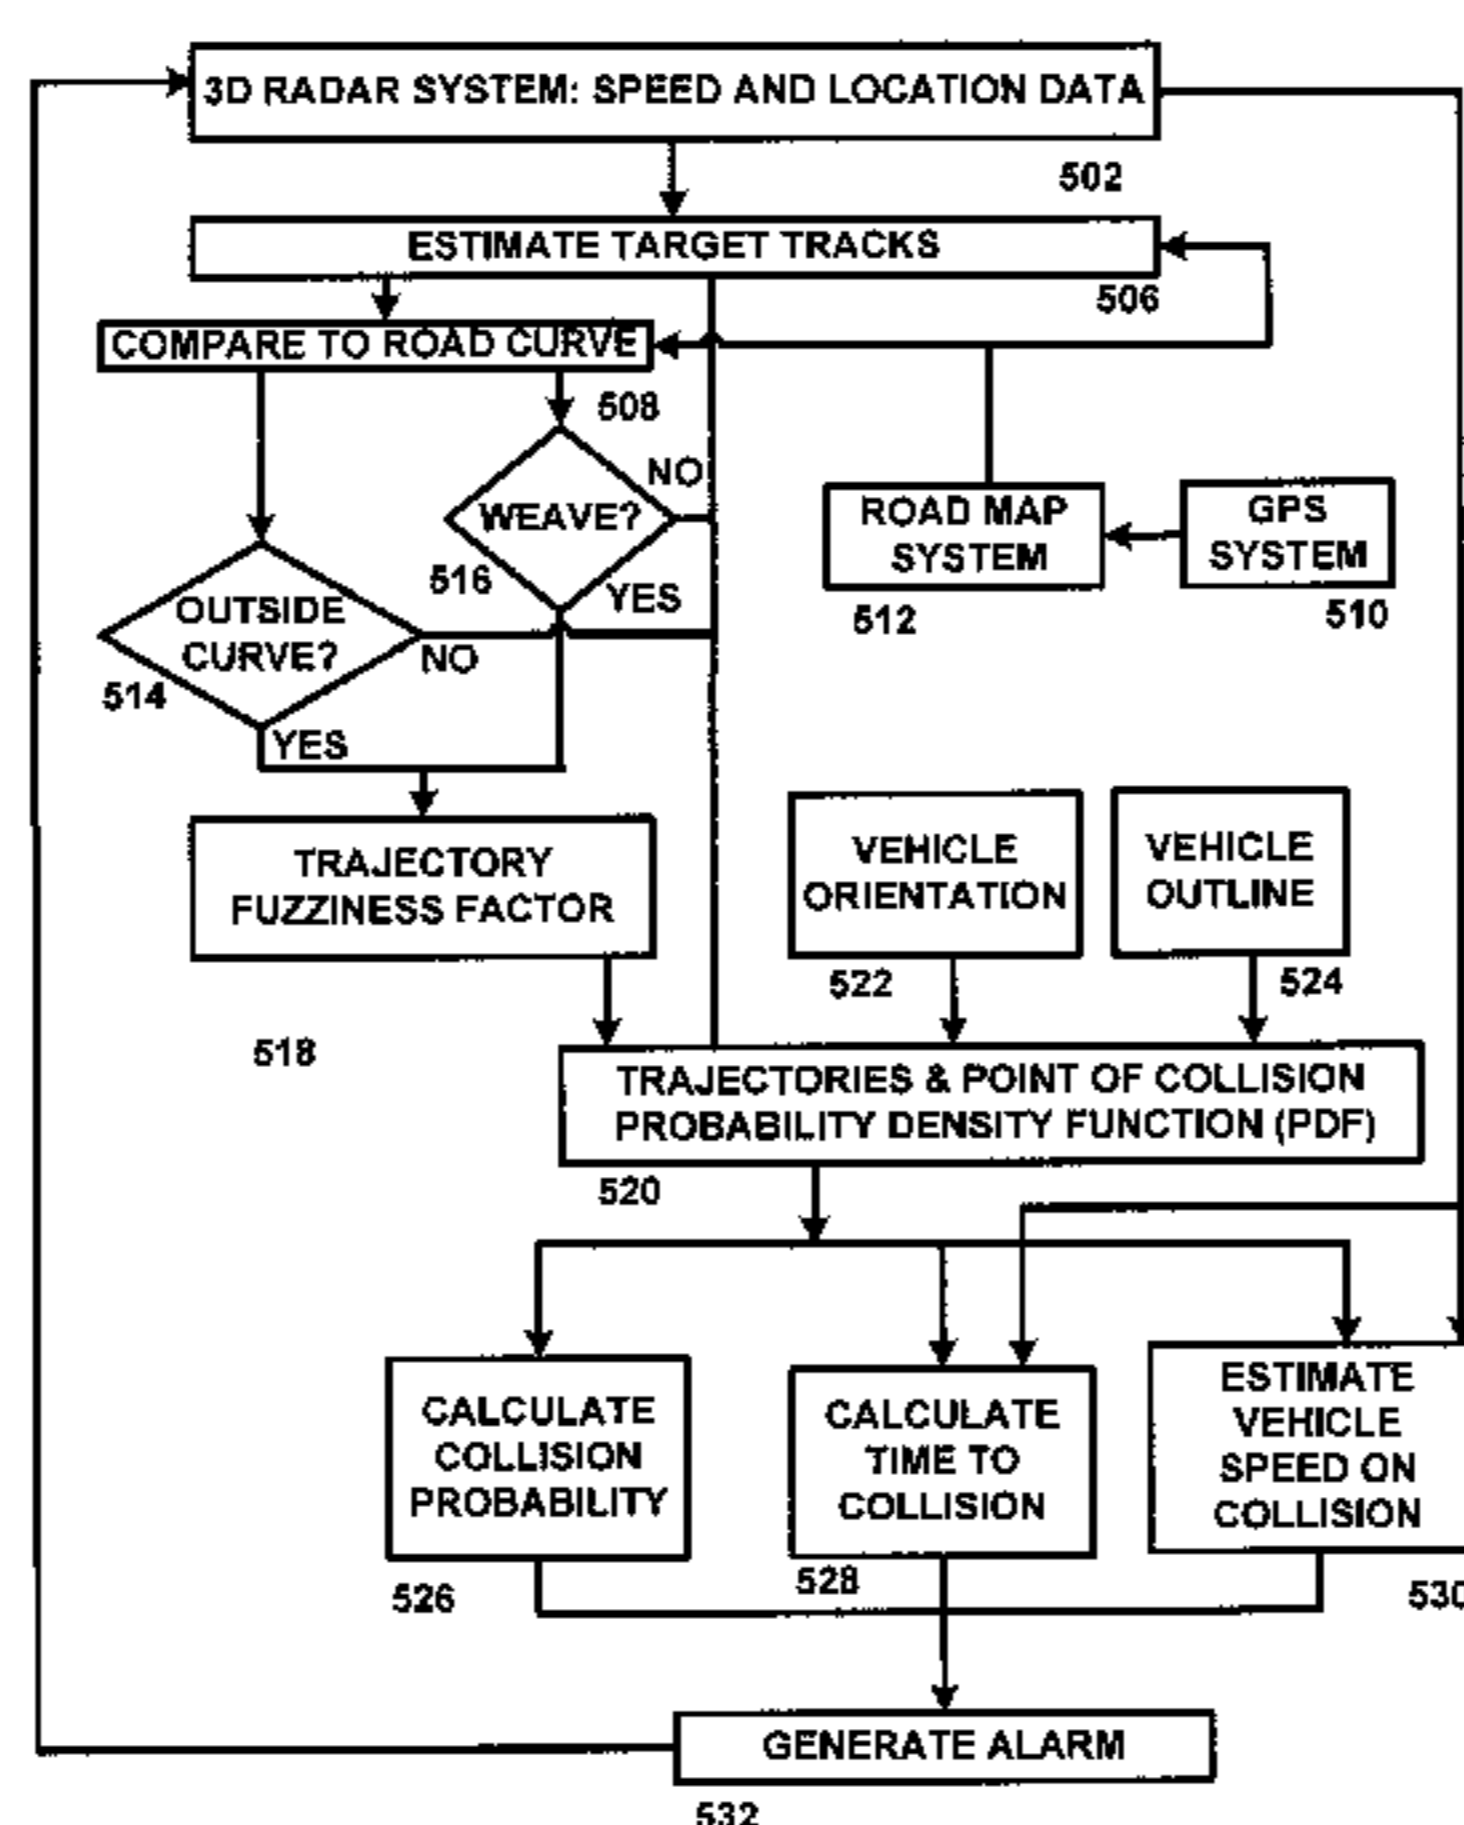 3D RADAR SYSTEM: SPEED AND LOCATION DATA
502
ESTIMATE TARGET TRACKS
506
COMPARE TO ROAD CURVE
508
NO
WEAVE?
516
YES
ROAD MAP
SYSTEM
512
GPS
SYSTEM
510
OUTSIDE
CURVE?
514
NO
YES
TRAJECTORY
FUZZINESS FACTOR
518
VEHICLE
ORIENTATION
522
VEHICLE
OUTLINE
524
TRAJECTORIES & POINT OF COLLISION
PROBABILITY DENSITY FUNCTION (PDF)
520
CALCULATE
COLLISION
PROBABILITY
526
CALCULATE
TIME TO
COLLISION
528
ESTIMATE
VEHICLE
SPEED ON
COLLISION
530
GENERATE ALARM
532